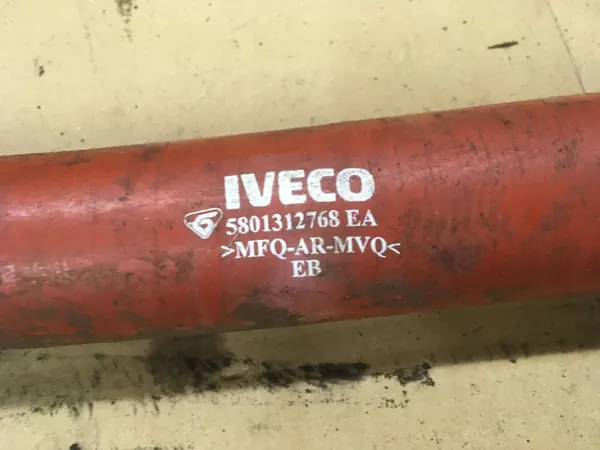 IVECO
5801312768 EA
>MFQ-AR-MVQ<
EB